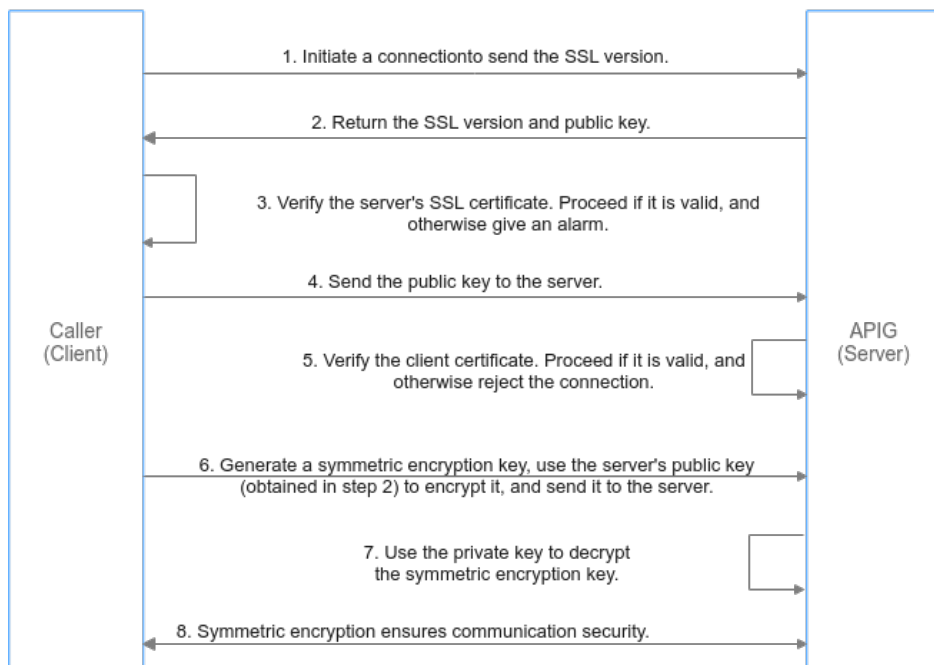 1. Initiate a connectionto send the SSL version.
2. Return the SSL version and public key.
3. Verify the server's SSL certificate. Proceed if it is valid, and
otherwise give an alarm.
4. Send the public key to the server.
Caller
(Client)
APIG
(Server)
5. Verify the client certificate. Proceed if it is valid, and
otherwise reject the connection.
6. Generate a symmetric encryption key, use the server's public key
(obtained in step 2) to encrypt it, and send it to the server.
7. Use the private key to decrypt
the symmetric encryption key.
8. Symmetric encryption ensures communication security.